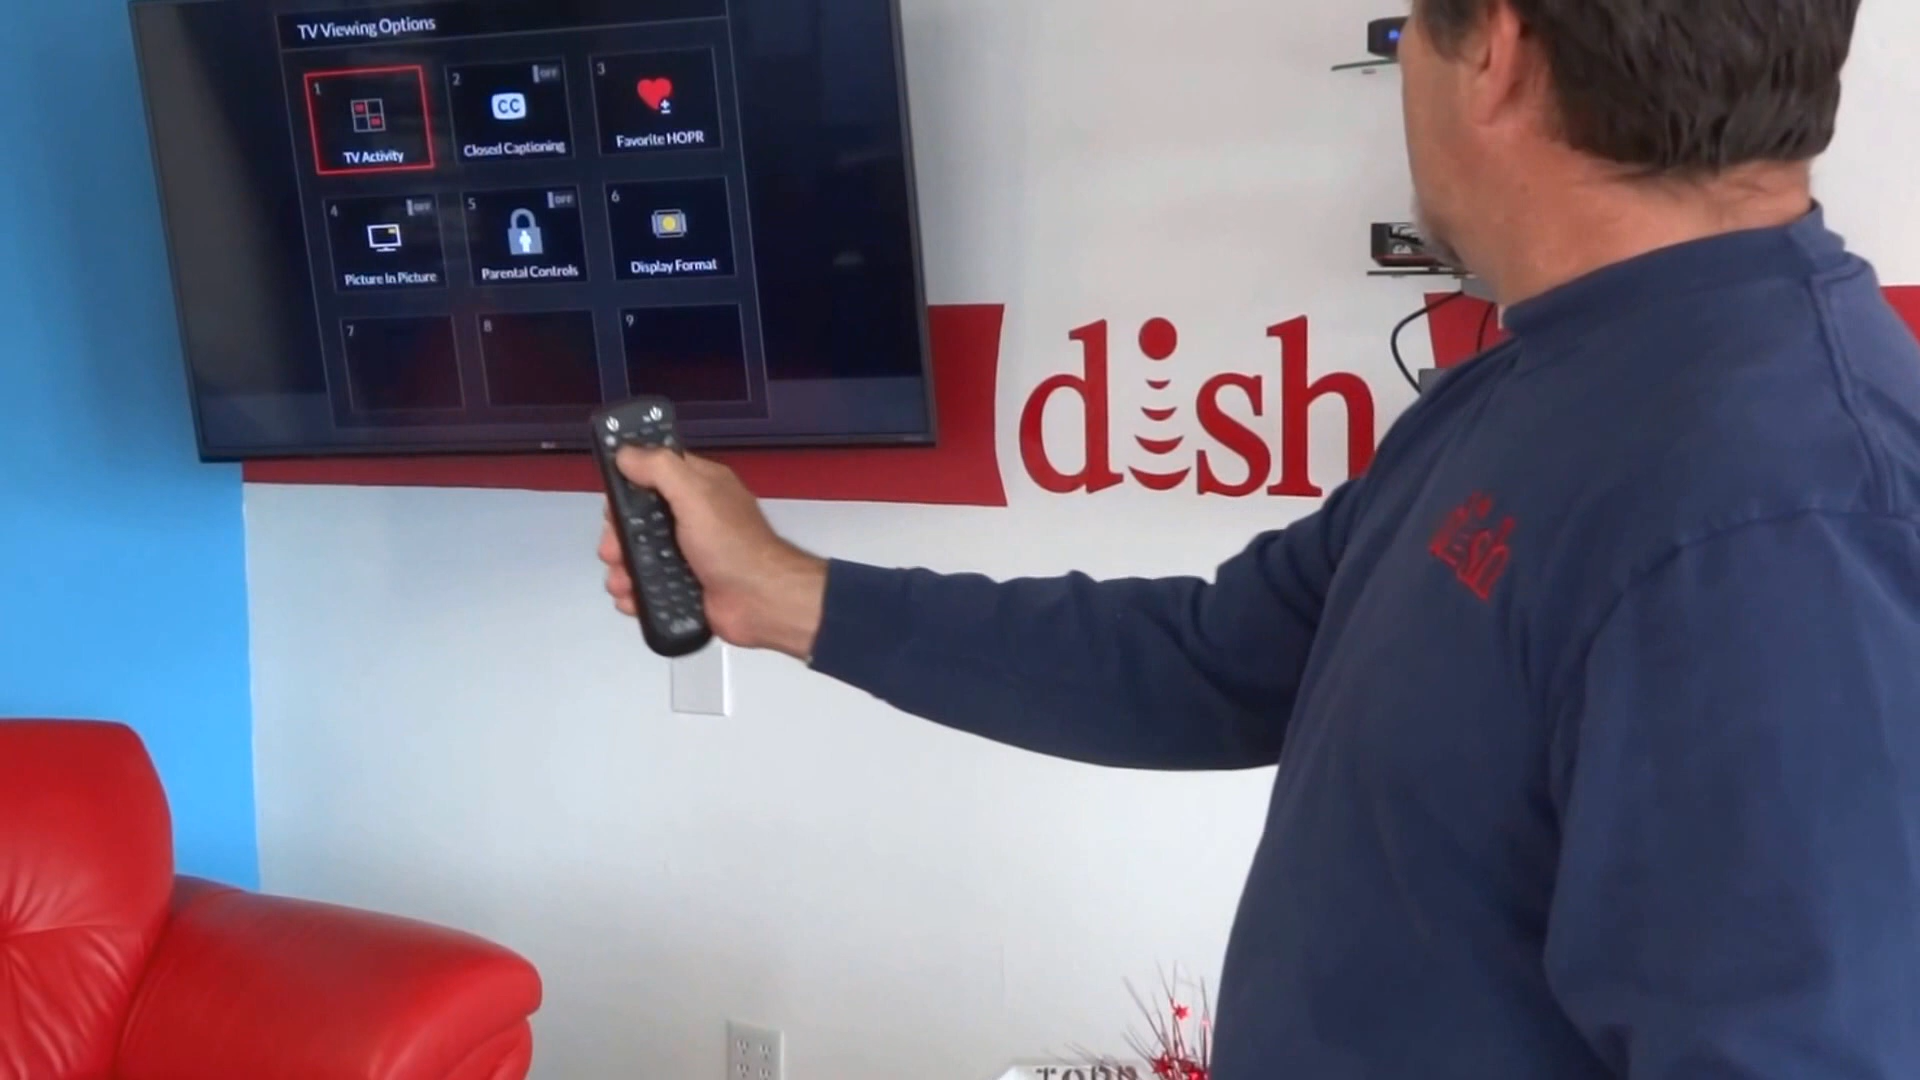 TV Viewing Options
1
TV Activity
2
OFF
CC
Closed Captioning
3
Favorite HOPR
4
OFF
Picture In Picture
5
OFF
Parental Controls
6
Display Format
7
8
9
dish
dish
dish